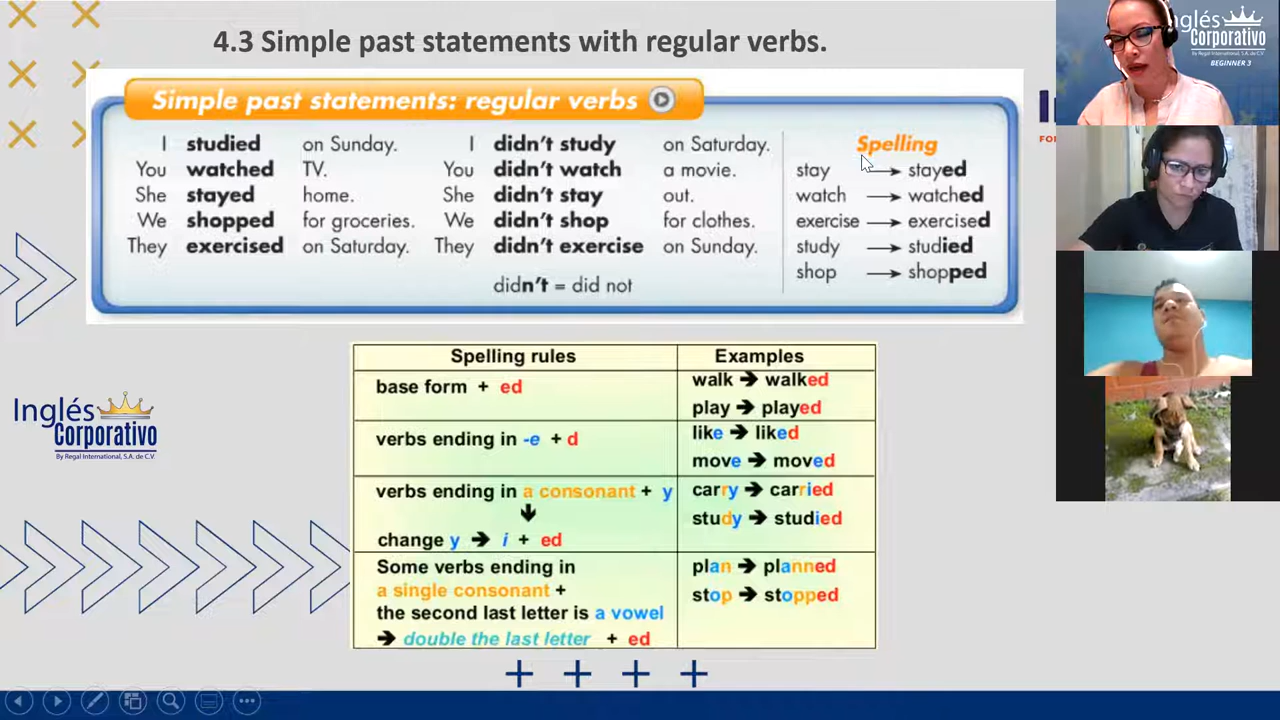 4.3 Simple past statements with regular verbs.
Simple past statements: regular verbs
I studied on Sunday. I didn't study on Saturday. Spelling
You watched TV. You didn't watch a movie. stay → stayed
She stayed home. She didn't stay out. watch → watched
We shopped for groceries. We didn't shop for clothes. exercise → exercised
They exercised on Saturday. They didn't exercise on Sunday. study → studied
shop → shopped
didn't = did not
Spelling rules Examples
base form + ed walk → walked
play → played
verbs ending in -e + d like → liked
move → moved
verbs ending in a consonant + y carry → carried
study → studied
change y → i + ed
Some verbs ending in plan → planned
a single consonant + stop → stopped
the second last letter is a vowel
→ double the last letter + ed
Inglés
Corporativo
By Regal International, S.A. de C.V.
nglés
Corporativo
By Regal International, S.A. de C.V.
BEGINNER 3
FOR